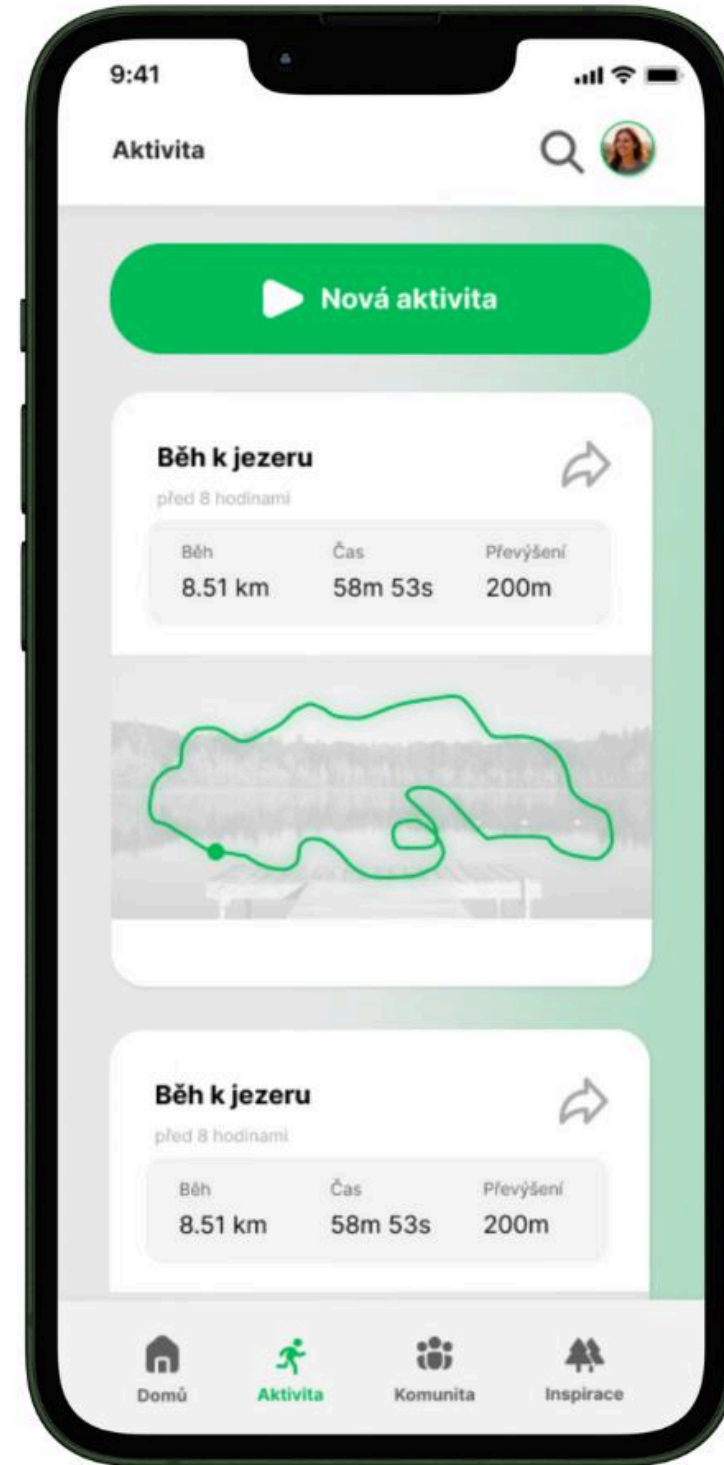 9:41
Aktivita
Nová aktivita
Běh k jezeru
před 8 hodinami
Běh Čas Převýšení
8.51 km 58m 53s 200m
Běh k jezeru
před 8 hodinami
Běh Čas Převýšení
8.51 km 58m 53s 200m
Domů Aktivita Komunita Inspirace